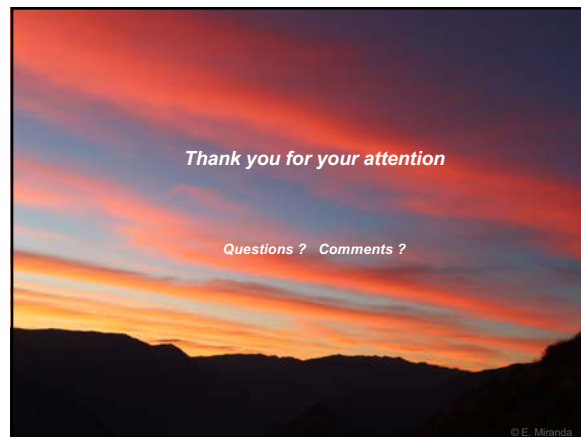 Thank you for your attention
Questions ? Comments ?
© E. Miranda